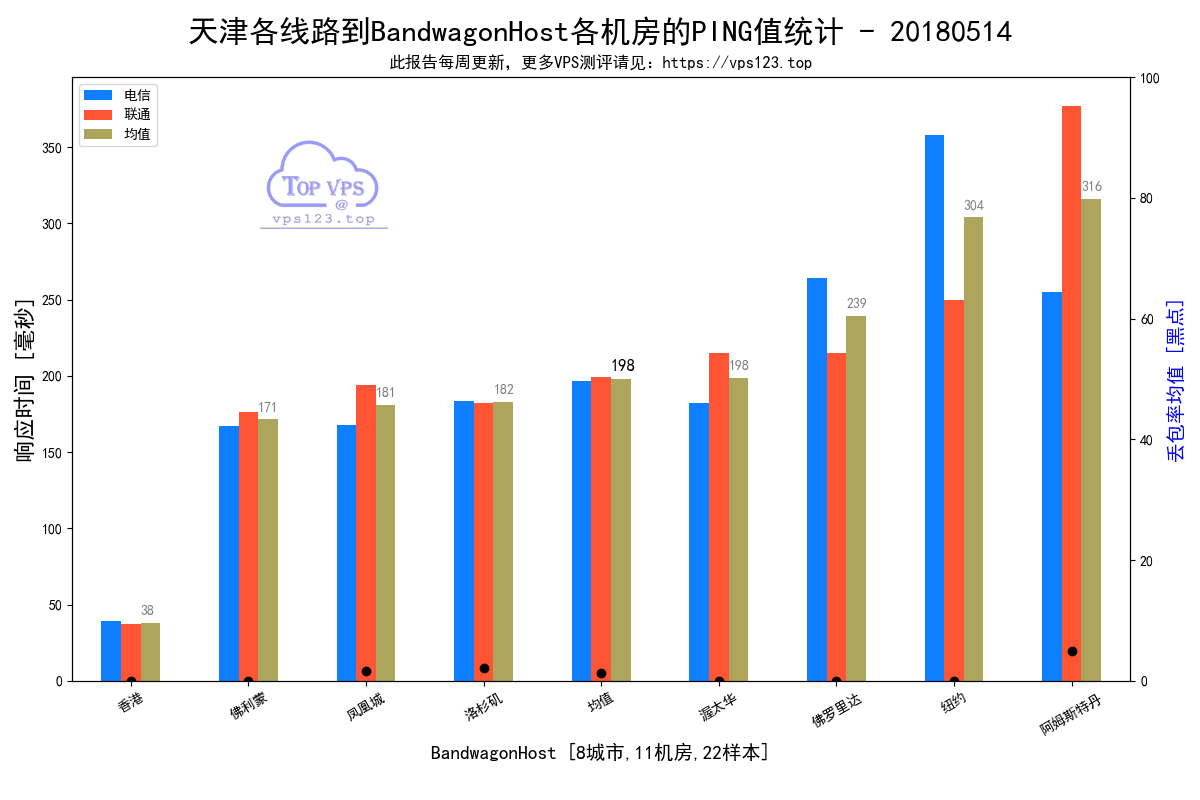 天津各线路到BandwagonHost各机房的PING值统计 - 20180514
此报告每周更新，更多VPS测评请见：https://vps123.top
电信
联通
均值
TOP VPS
@
vps123.top
响应时间 [毫秒]
350
300
250
200
150
100
50
0
38
171
181
182
198
198
239
304
316
100
80
60
40
20
0
丢包率均值 [黑点]
香港
佛利蒙
凤凰城
洛杉矶
均值
渥太华
佛罗里达
纽约
阿姆斯特丹
BandwagonHost [8城市,11机房,22样本]